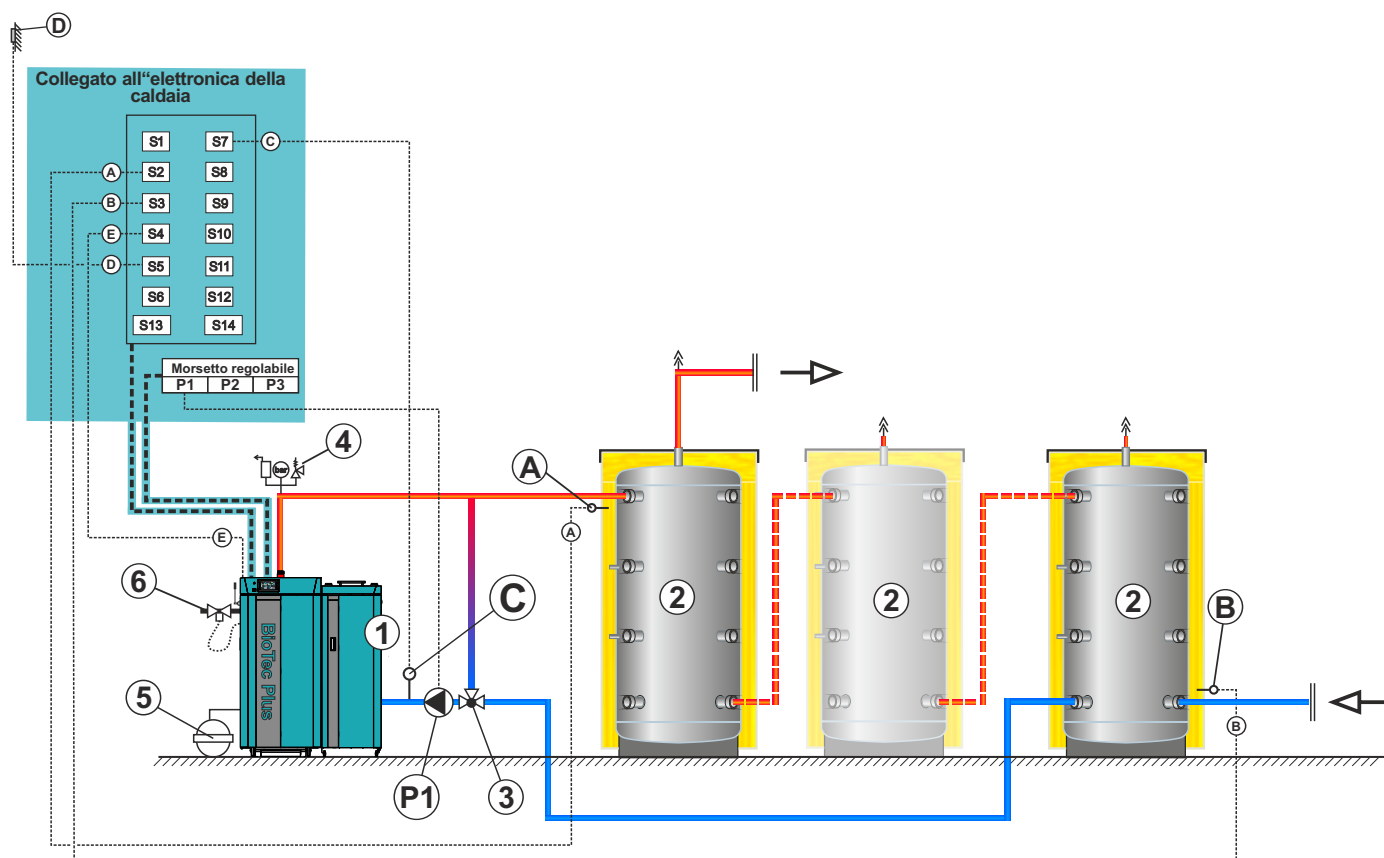 D
Collegato all“elettronica della
caldaia
S1 S7 C
A S2 S8
B S3 S9
E S4 S10
D S5 S11
S6 S12
S13 S14
Morsetto regolabile
P1 P2 P3
bar
4
A
A
E
6
C
1
2
2
2
B
BioTec Plus
5
B
P1
3